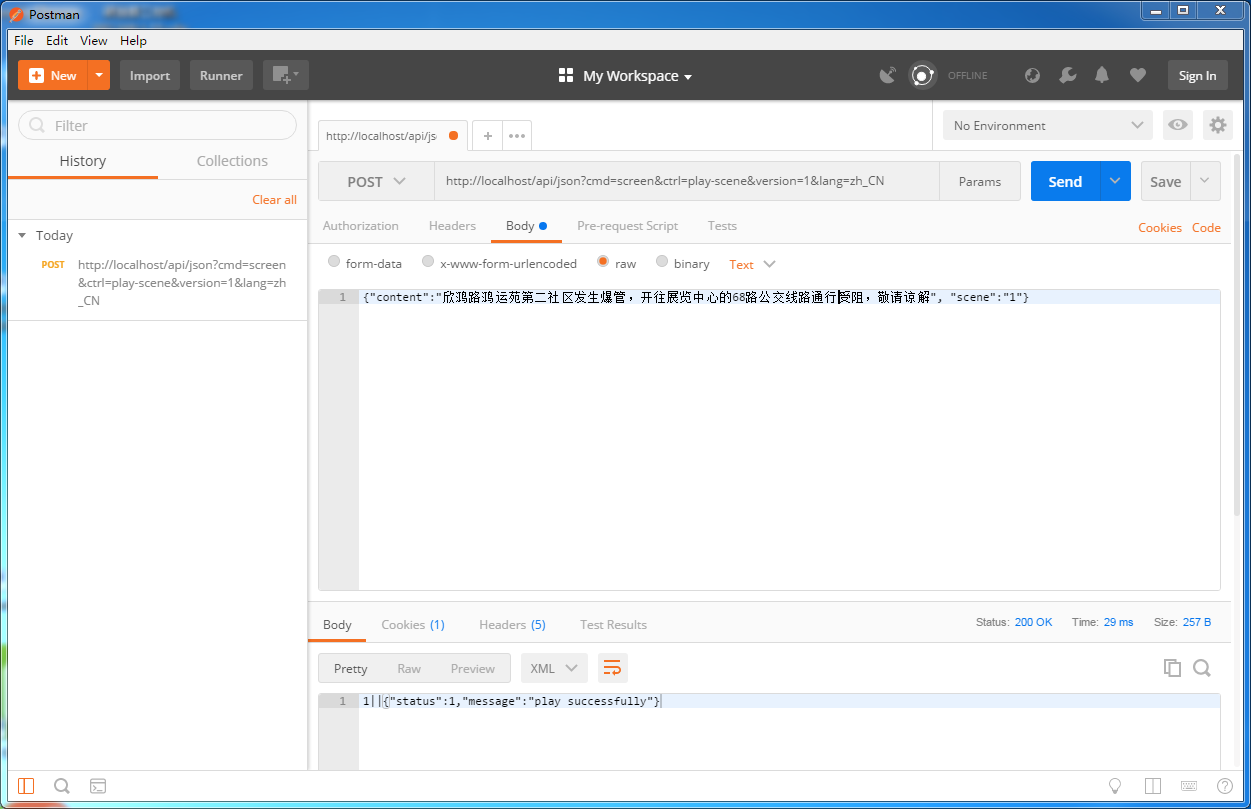 Postman
File Edit View Help
New Import Runner My Workspace OFFLINE Sign In
Filter
History Collections
Clear all
Today
POST http://localhost/api/json?cmd=screen
&ctrl=play-scene&version=1&lang=zh
_CN
http://localhost/api/js
No Environment
POST http://localhost/api/json?cmd=screen&ctrl=play-scene&version=1&lang=zh_CN Params Send Save
Authorization Headers Body Pre-request Script Tests Cookies Code
form-data x-www-form-urlencoded raw binary Text
1 {"content":"欣鸿路鸿运苑第二社区发生爆管，开往展览中心的68路公交线路通行受阻，敬请谅解", "scene":"1"}
Body Cookies (1) Headers (5) Test Results Status: 200 OK Time: 29 ms Size: 257 B
Pretty Raw Preview XML
1 1||{"status":1,"message":"play successfully"}